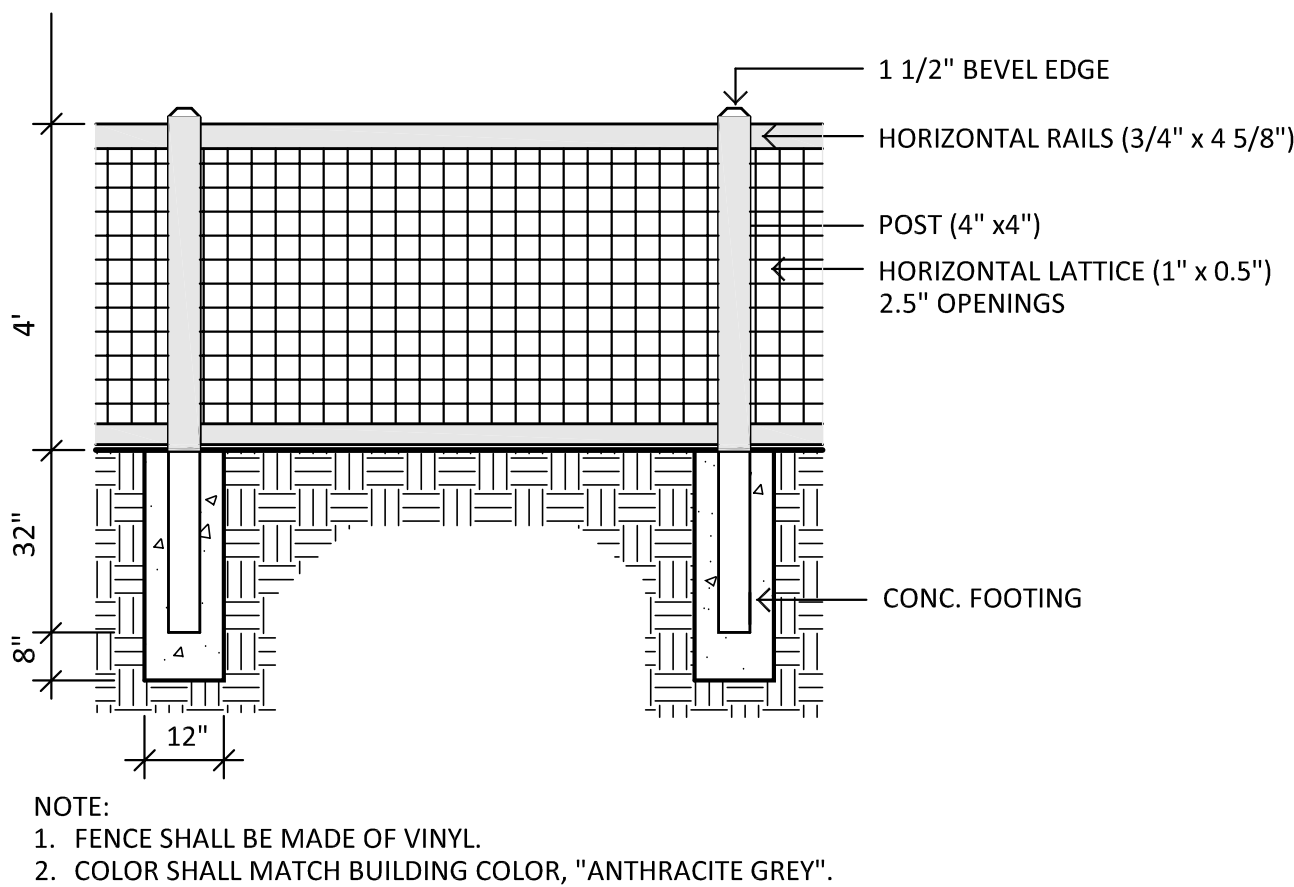 1 1/2" BEVEL EDGE
HORIZONTAL RAILS (3/4" x 4 5/8")
POST (4" x4")
HORIZONTAL LATTICE (1" x 0.5")
2.5" OPENINGS
4'
32"
8"
CONC. FOOTING
12"
NOTE:
1. FENCE SHALL BE MADE OF VINYL.
2. COLOR SHALL MATCH BUILDING COLOR, "ANTHRACITE GREY".